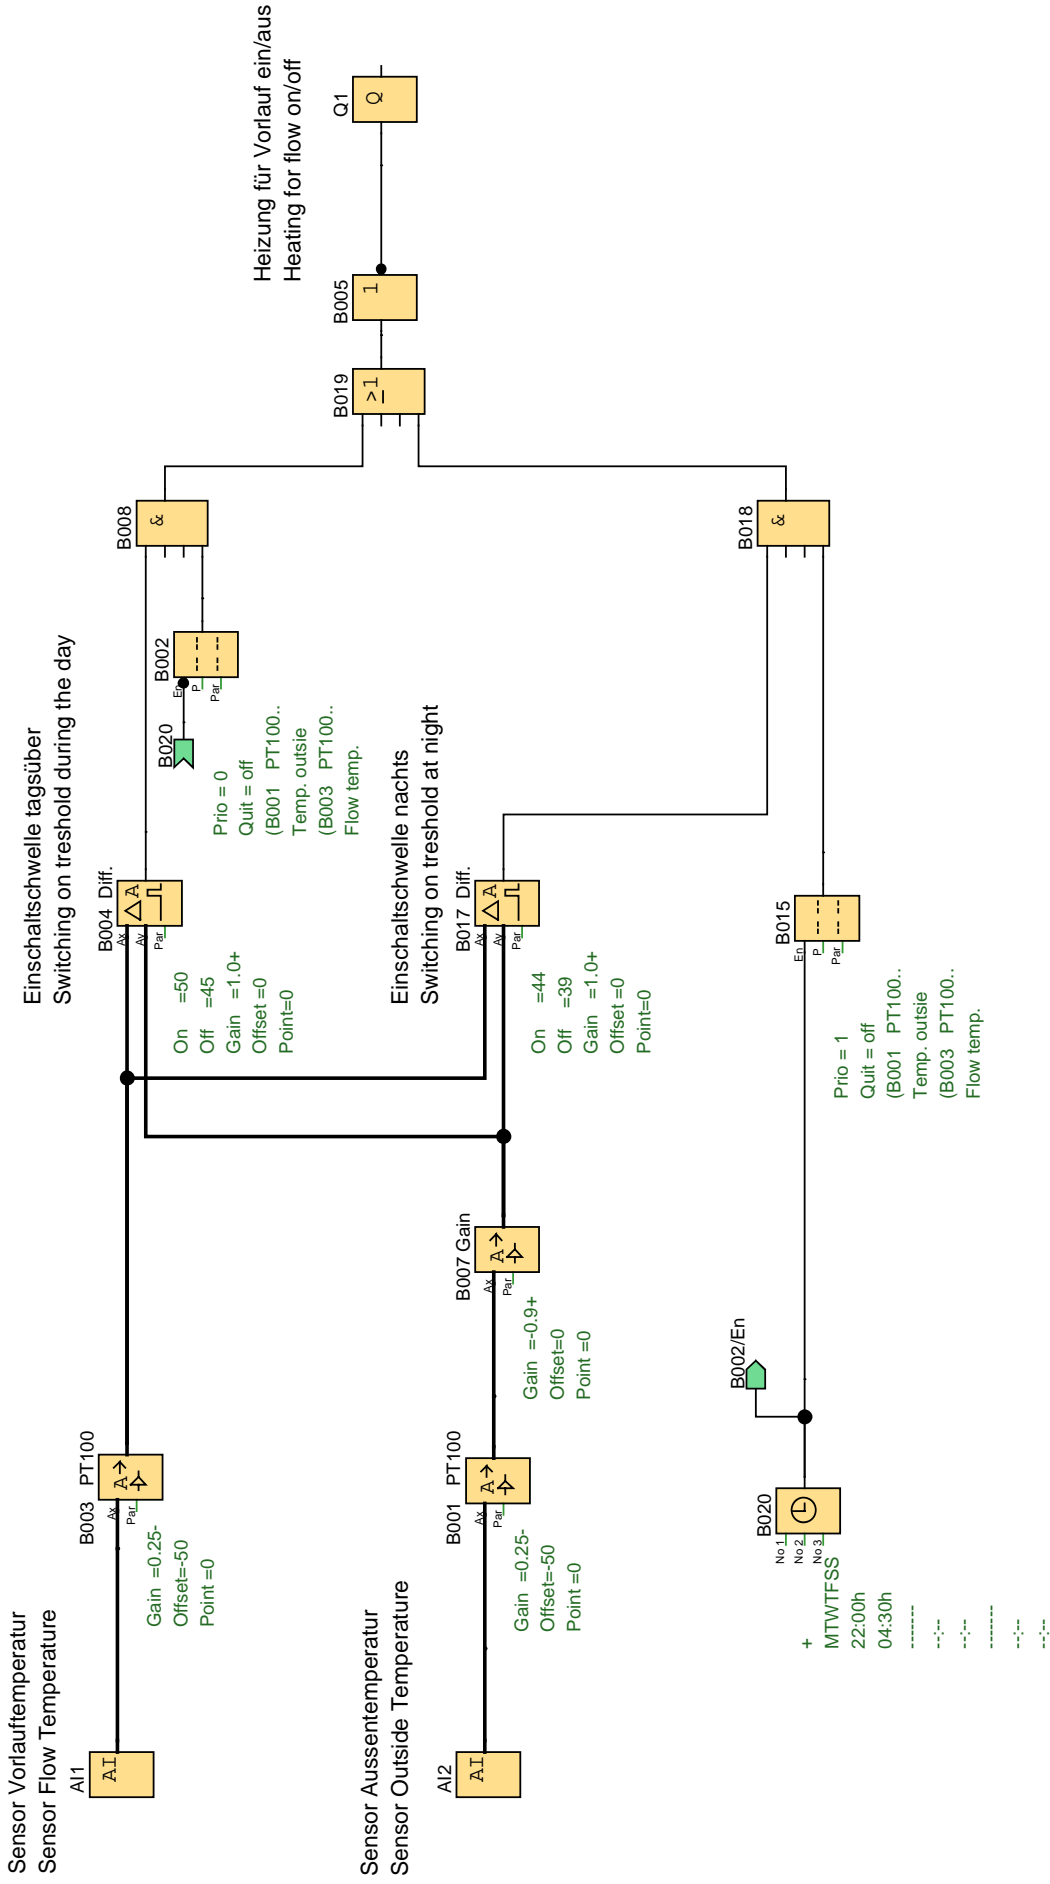 Sensor Vorlauftemperatur
Sensor Flow Temperature
AI1
AI
B003 PT100
A→
Ax
Par
Gain =0.25-
Offset=-50
Point =0
Einschaltschwelle tagsüber
Switching on treshold during the day
B004 Diff.
A
Ax
Ay
Par
On =50
Off =45
Gain =1.0+
Offset =0
Point=0
B020
B002
En
P
Par
Prio = 0
Quit = off
(B001 PT100..
Temp. outsie
(B003 PT100..
Flow temp.
B008
&
Heizung für Vorlauf ein/aus
Heating for flow on/off
B019
≥1
B005
1
Q1
Q
Sensor Aussentemperatur
Sensor Outside Temperature
AI2
AI
B001 PT100
A→
Ax
Par
Gain =0.25-
Offset=-50
Point =0
B007 Gain
A→
Ax
Par
Gain =-0.9+
Offset=0
Point =0
Einschaltschwelle nachts
Switching on treshold at night
B017 Diff.
A
Ax
Ay
Par
On =44
Off =39
Gain =1.0+
Offset =0
Point=0
B018
&
B002/En
B020
No1
No2
No3
+
MTWTFSS
22:00h
04:30h
-------
--:--
--:--
-------
--:--
--:--
B015
En
P
Par
Prio = 1
Quit = off
(B001 PT100..
Temp. outsie
(B003 PT100..
Flow temp.